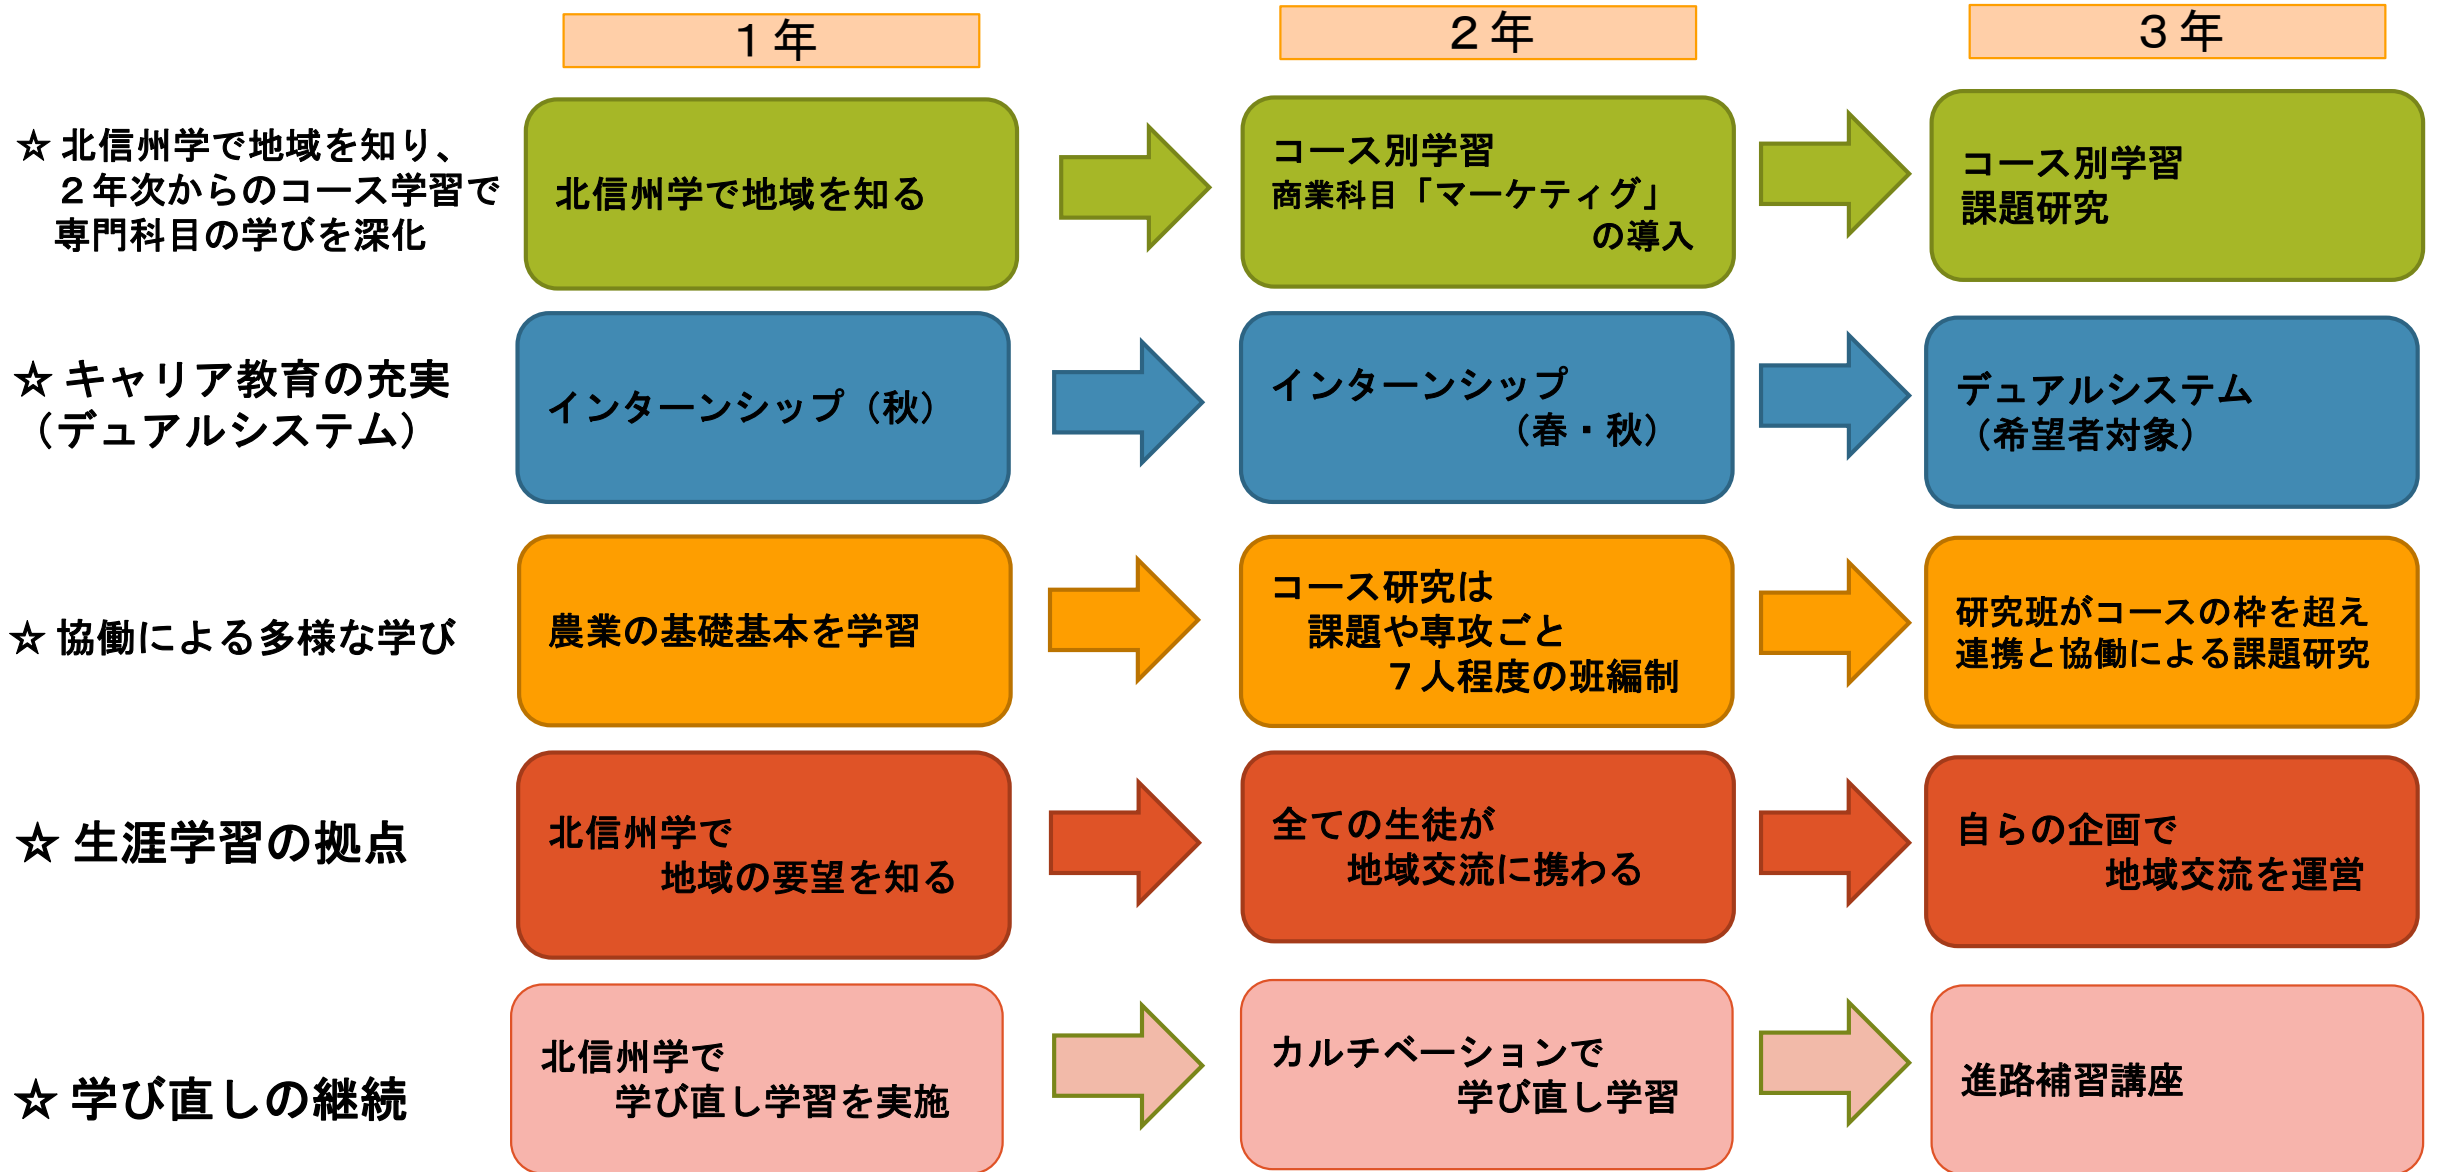 １年
２年
３年
☆ 北信州学で地域を知り、
２年次からのコース学習で
専門科目の学びを深化
北信州学で地域を知る
コース別学習
商業科目「マーケティグ」
の導入
コース別学習
課題研究
☆ キャリア教育の充実
（デュアルシステム）
インターンシップ（秋）
インターンシップ
（春・秋）
デュアルシステム
（希望者対象）
☆ 協働による多様な学び
農業の基礎基本を学習
コース研究は
課題や専攻ごと
７人程度の班編制
研究班がコースの枠を超え
連携と協働による課題研究
☆ 生涯学習の拠点
北信州学で
地域の要望を知る
全ての生徒が
地域交流に携わる
自らの企画で
地域交流を運営
☆ 学び直しの継続
北信州学で
学び直し学習を実施
カルチベーションで
学び直し学習
進路補習講座